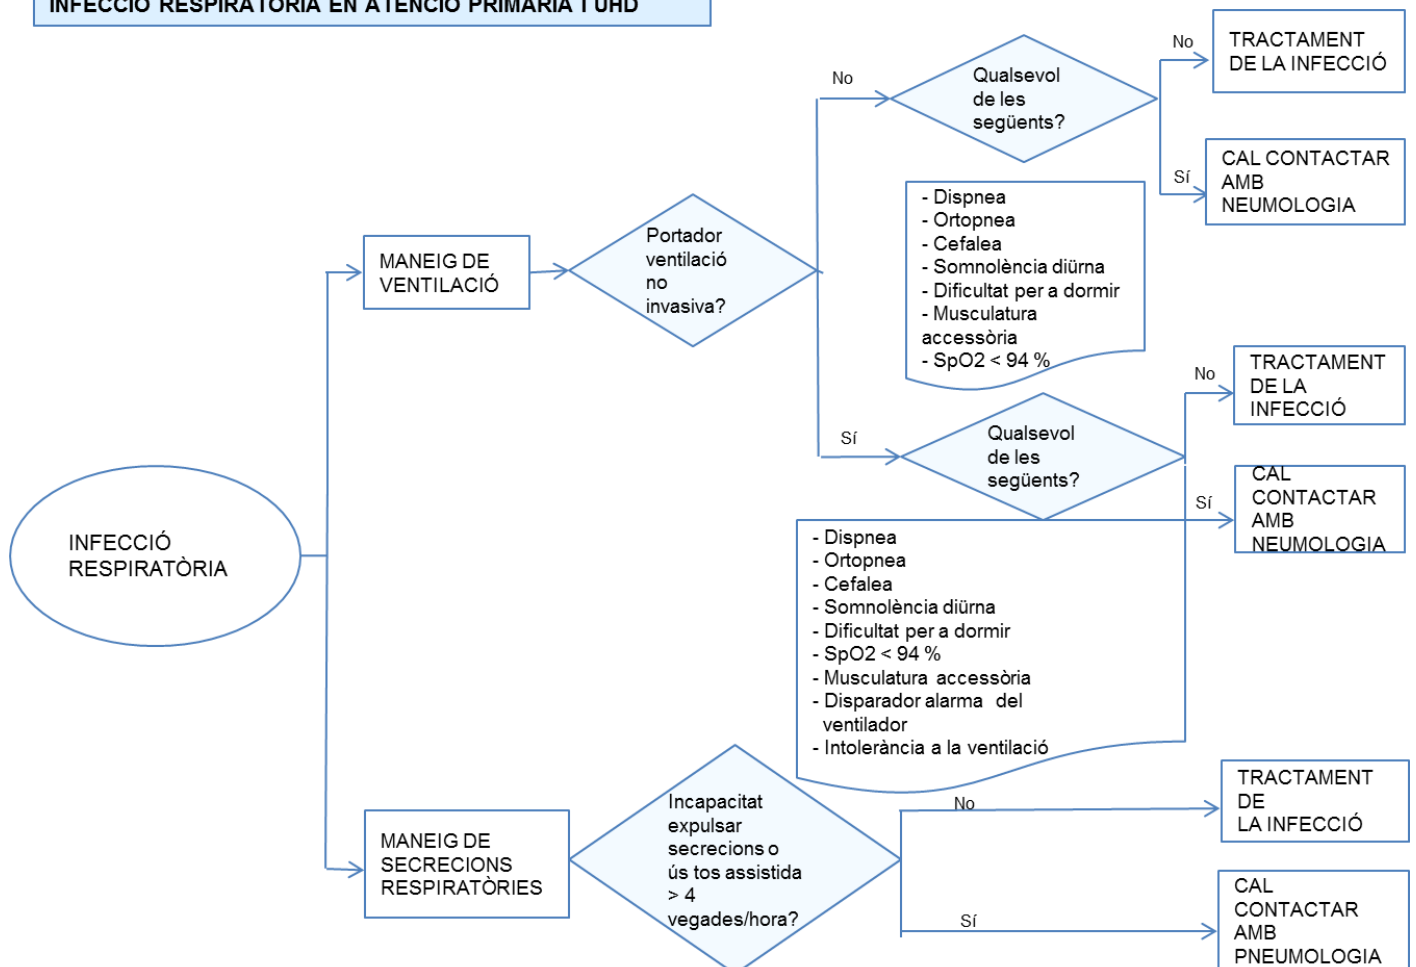 INFECCIÓ RESPIRATÒRIA EN ATENCIÓ PRIMÀRIA I UHD
No
Qualsevol
de les
següents?
No
TRACTAMENT
DE LA INFECCIÓ
Sí
CAL CONTACTAR
AMB
NEUMOLOGIA
- Dispnea
- Ortopnea
- Cefalea
- Somnolència diürna
- Dificultat per a dormir
- Musculatura
accessòria
- SpO2 < 94 %
MANEIG DE
VENTILACIÓ
Portador
ventilació
no
invasiva?
Sí
Qualsevol
de les
següents?
No
TRACTAMENT
DE LA
INFECCIÓ
Sí
CAL
CONTACTAR
AMB
NEUMOLOGIA
- Dispnea
- Ortopnea
- Cefalea
- Somnolència diürna
- Dificultat per a dormir
- SpO2 < 94 %
- Musculatura accessòria
- Disparador alarma del
ventilador
- Intolerància a la ventilació
INFECCIÓ
RESPIRATÒRIA
MANEIG DE
SECRECIONS
RESPIRATÒRIES
Incapacitat
expulsar
secrecions o
ús tos assistida
> 4
vegades/hora?
No
TRACTAMENT
DE
LA INFECCIÓ
Sí
CAL
CONTACTAR
AMB
PNEUMOLOGIA